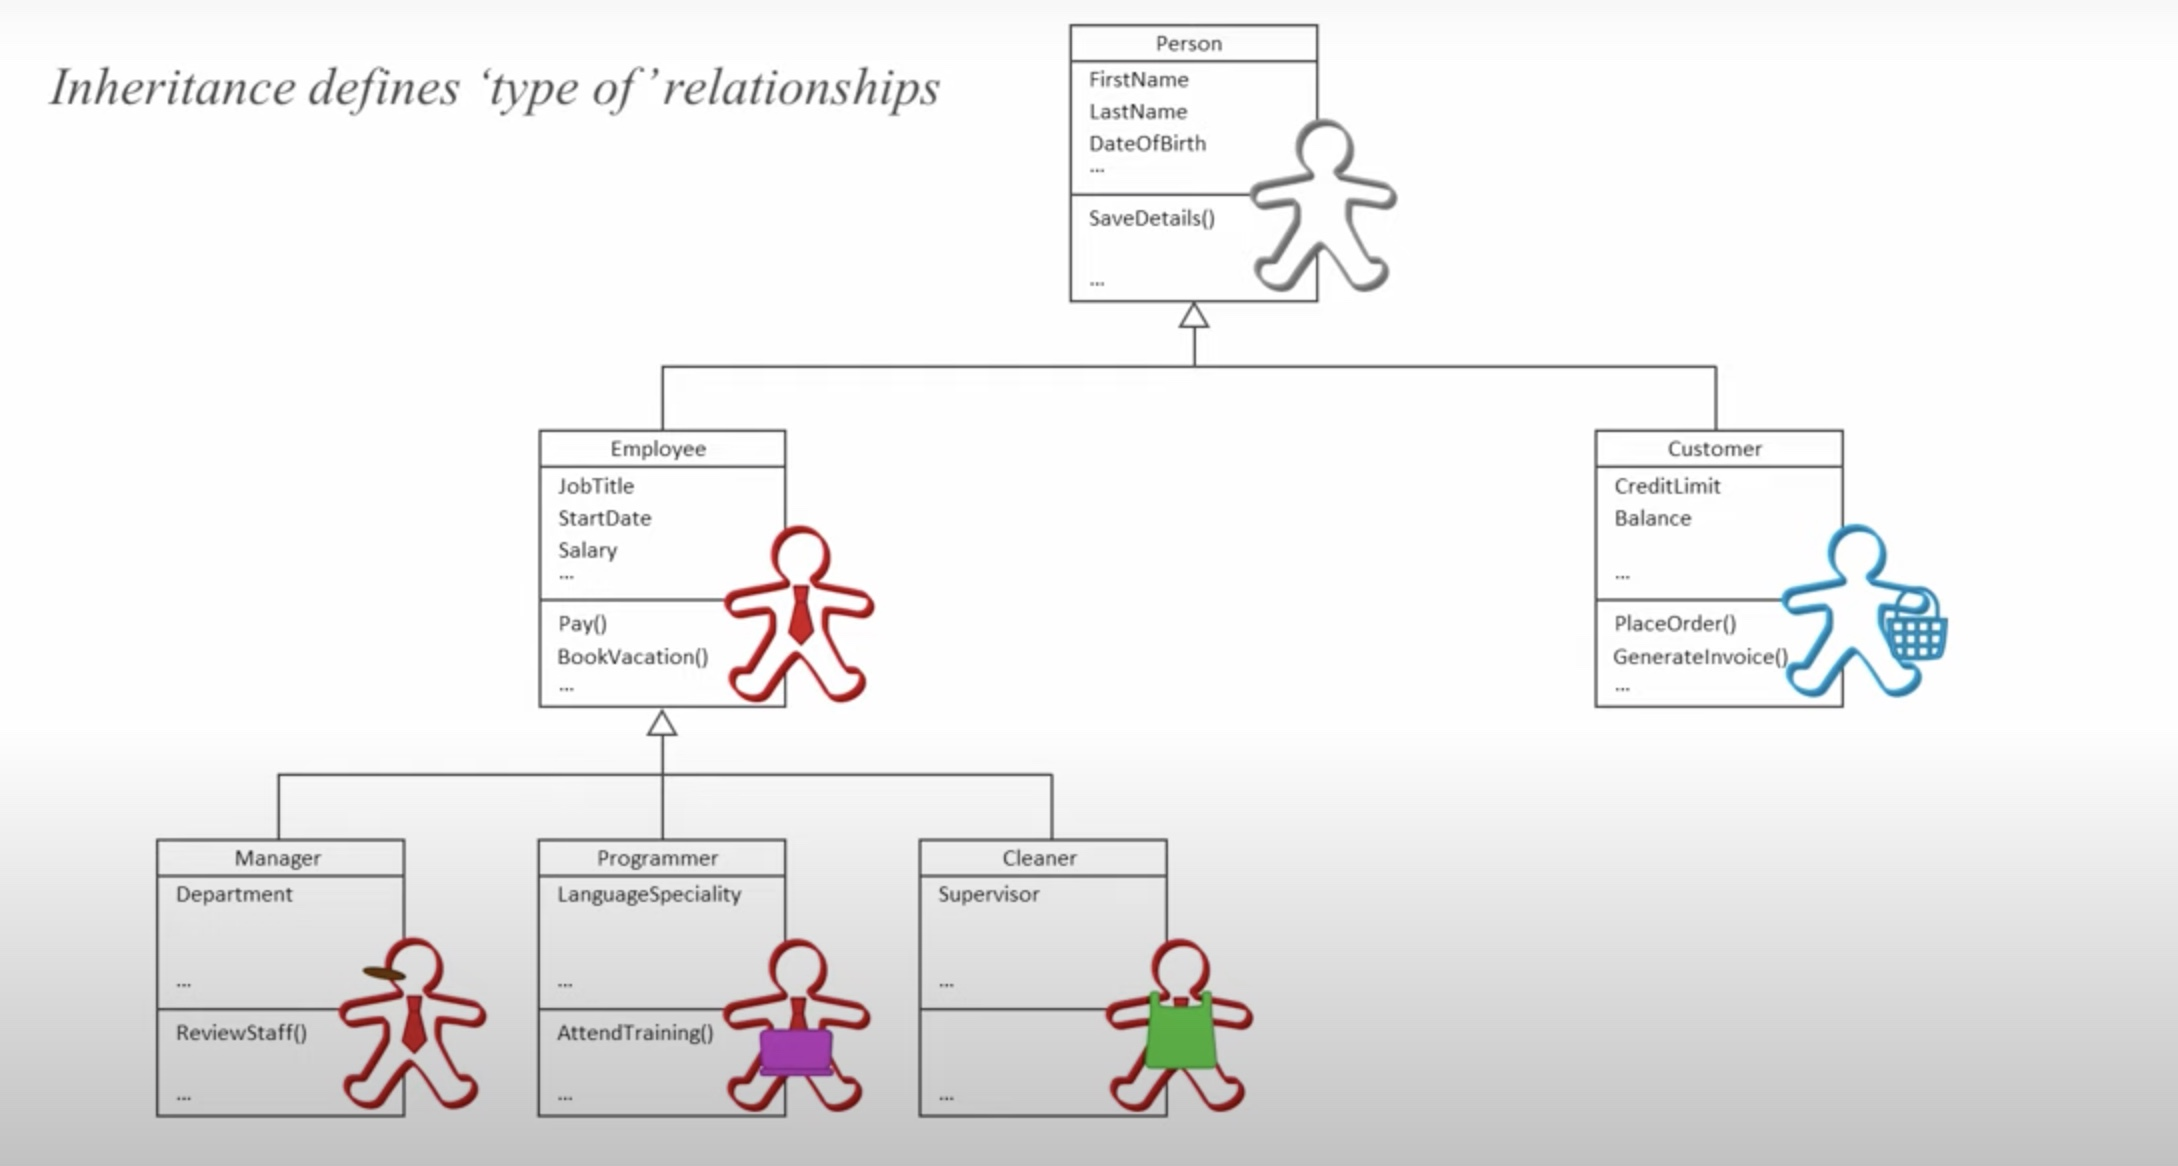 Inheritance defines ‘type of’ relationships
Person
FirstName
LastName
DateOfBirth
...
SaveDetails()
...
Employee
JobTitle
StartDate
Salary
...
Pay()
BookVacation()
...
Customer
CreditLimit
Balance
...
PlaceOrder()
GenerateInvoice()
...
Manager
Department
...
ReviewStaff()
...
Programmer
LanguageSpeciality
...
AttendTraining()
...
Cleaner
Supervisor
...
...